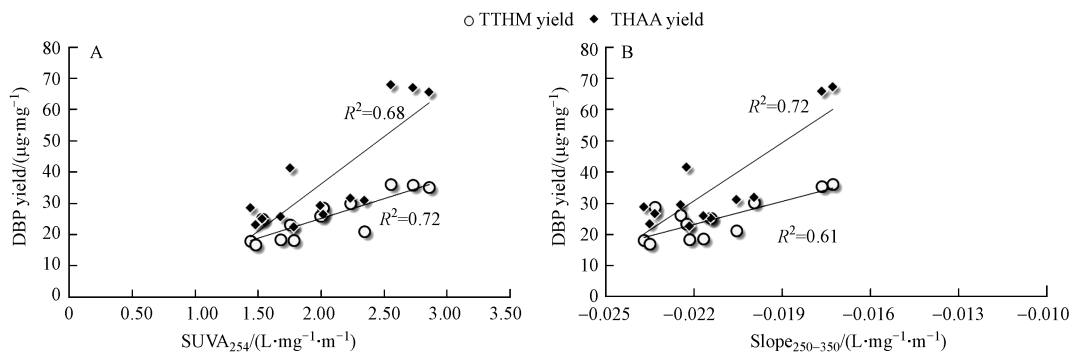 TTHM yield THAA yield
A
DBP yield/(μg·mg⁻¹)
80
70
60
50
40
30
20
10
0
R²=0.68
R²=0.72
0 0.50 1.00 1.50 2.00 2.50 3.00 3.50
SUVA₂₅₄/(L·mg⁻¹·m⁻¹)
B
DBP yield/(μg·mg⁻¹)
80
70
60
50
40
30
20
10
0
R²=0.72
R²=0.61
−0.025 −0.022 −0.019 −0.016 −0.013 −0.010
Slope₂₅₀₋₃₅₀/(L·mg⁻¹·m⁻¹)